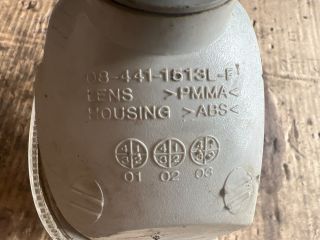 08-441-1513L-F
LENS >PMMA<
HOUSING >ABS<
01 02 03